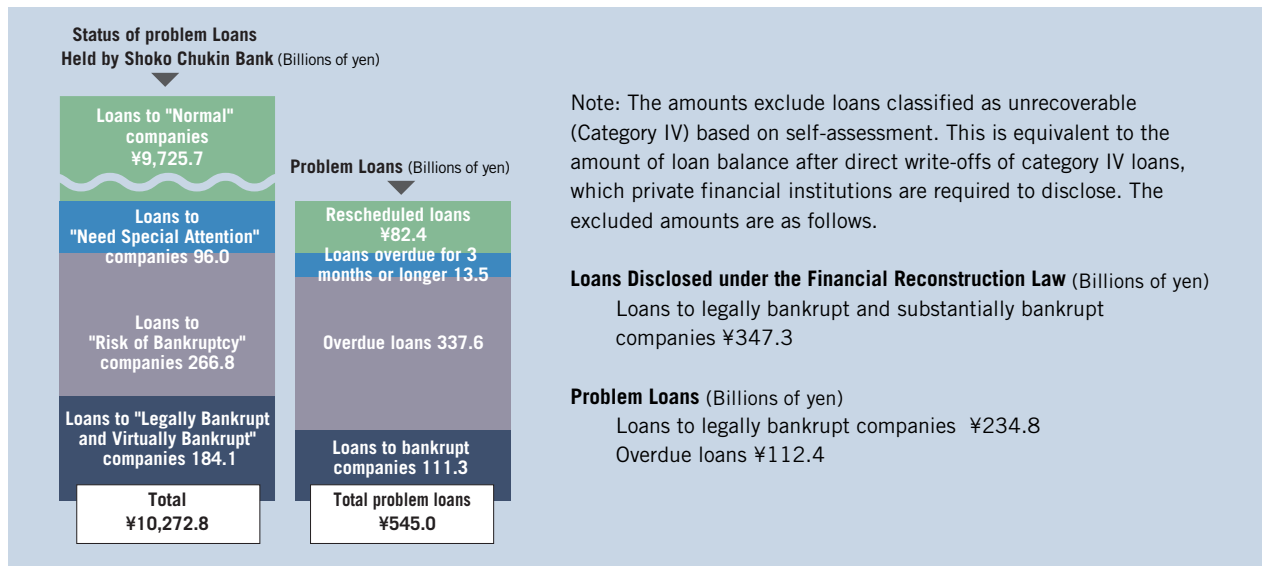 Status of problem Loans
Held by Shoko Chukin Bank (Billions of yen)
Loans to "Normal"
companies
¥9,725.7
Loans to
"Need Special Attention"
companies 96.0
Loans to
"Risk of Bankruptcy"
companies 266.8
Loans to "Legally Bankrupt
and Virtually Bankrupt"
companies 184.1
Total
¥10,272.8
Problem Loans (Billions of yen)
Rescheduled loans
¥82.4
Loans overdue for 3
months or longer 13.5
Overdue loans 337.6
Loans to bankrupt
companies 111.3
Total problem loans
¥545.0
Note: The amounts exclude loans classified as unrecoverable
(Category IV) based on self-assessment. This is equivalent to the
amount of loan balance after direct write-offs of category IV loans,
which private financial institutions are required to disclose. The
excluded amounts are as follows.
Loans Disclosed under the Financial Reconstruction Law (Billions of yen)
Loans to legally bankrupt and substantially bankrupt
companies ¥347.3
Problem Loans (Billions of yen)
Loans to legally bankrupt companies ¥234.8
Overdue loans ¥112.4